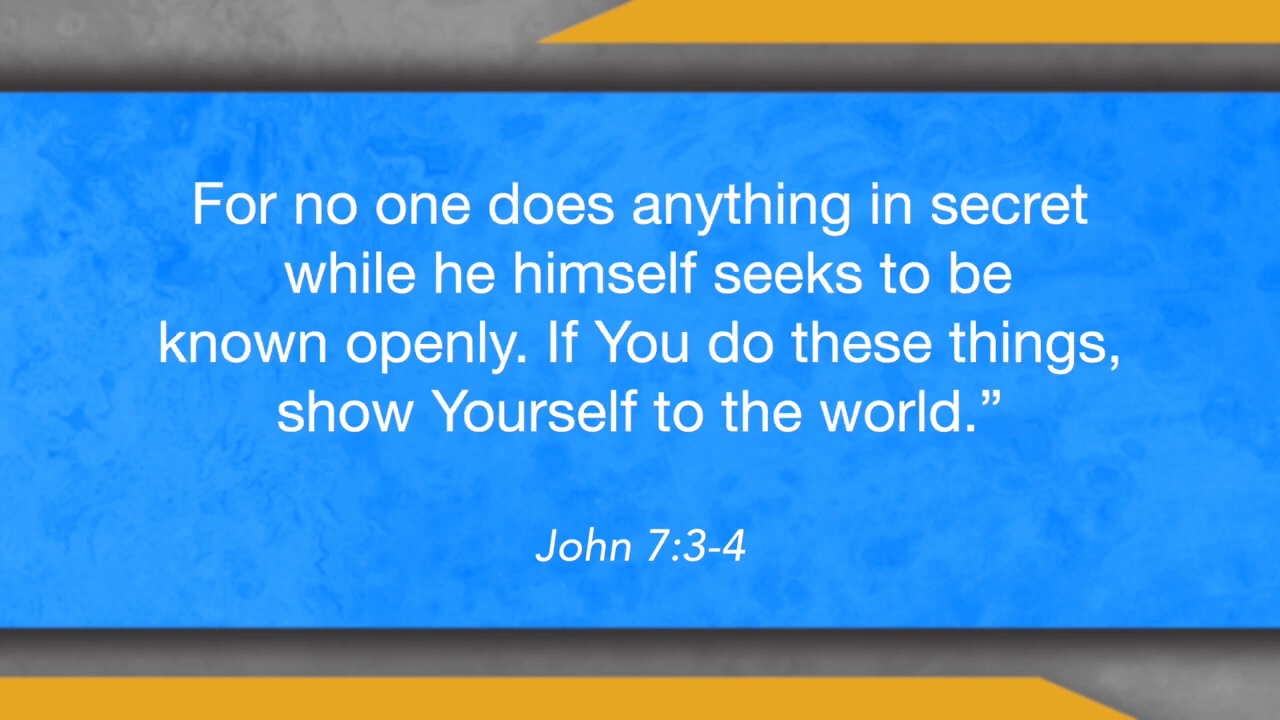 For no one does anything in secret
while he himself seeks to be
known openly. If You do these things,
show Yourself to the world.”
John 7:3-4